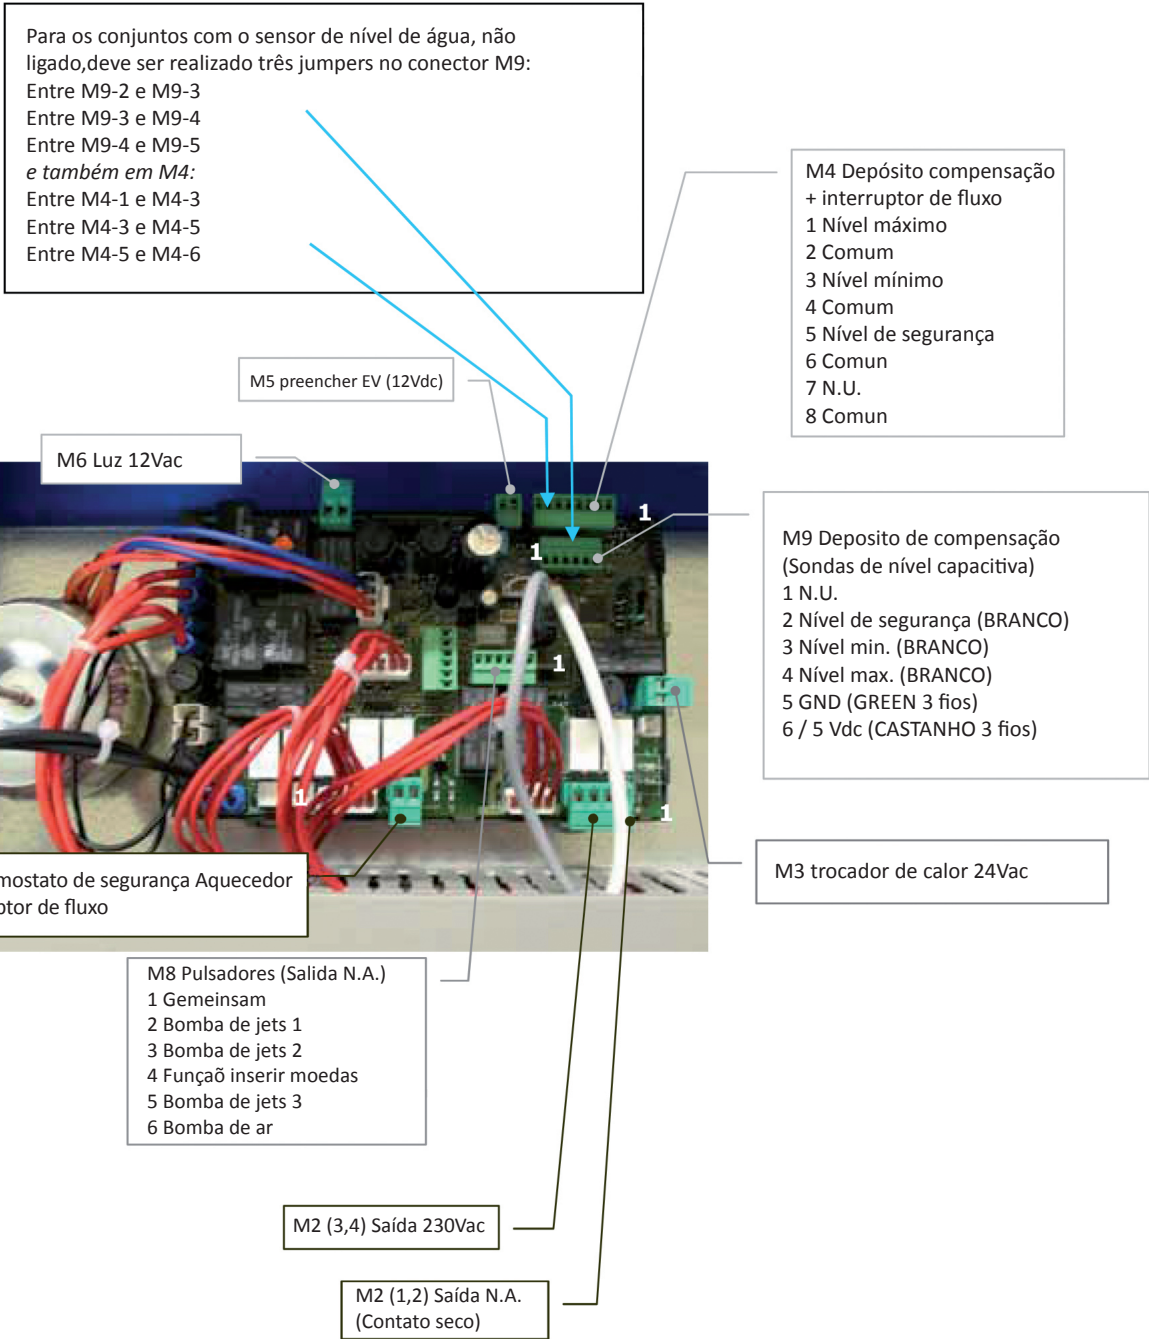 Para os conjuntos com o sensor de nível de água, não
ligado,deve ser realizado três jumpers no conector M9:
Entre M9-2 e M9-3
Entre M9-3 e M9-4
Entre M9-4 e M9-5
e também em M4:
Entre M4-1 e M4-3
Entre M4-3 e M4-5
Entre M4-5 e M4-6
M4 Depósito compensação
+ interruptor de fluxo
1 Nível máximo
2 Comum
3 Nível mínimo
4 Comum
5 Nível de segurança
6 Comun
7 N.U.
8 Comun
M5 preencher EV (12Vdc)
M6 Luz 12Vac
1
1
1
1
1
M9 Deposito de compensação
(Sondas de nível capacitiva)
1 N.U.
2 Nível de segurança (BRANCO)
3 Nível min. (BRANCO)
4 Nível max. (BRANCO)
5 GND (GREEN 3 fios)
6 / 5 Vdc (CASTANHO 3 fios)
mostato de segurança Aquecedor
ptor de fluxo
M3 trocador de calor 24Vac
M8 Pulsadores (Salida N.A.)
1 Gemeinsam
2 Bomba de jets 1
3 Bomba de jets 2
4 Funçaõ inserir moedas
5 Bomba de jets 3
6 Bomba de ar
M2 (3,4) Saída 230Vac
M2 (1,2) Saída N.A.
(Contato seco)